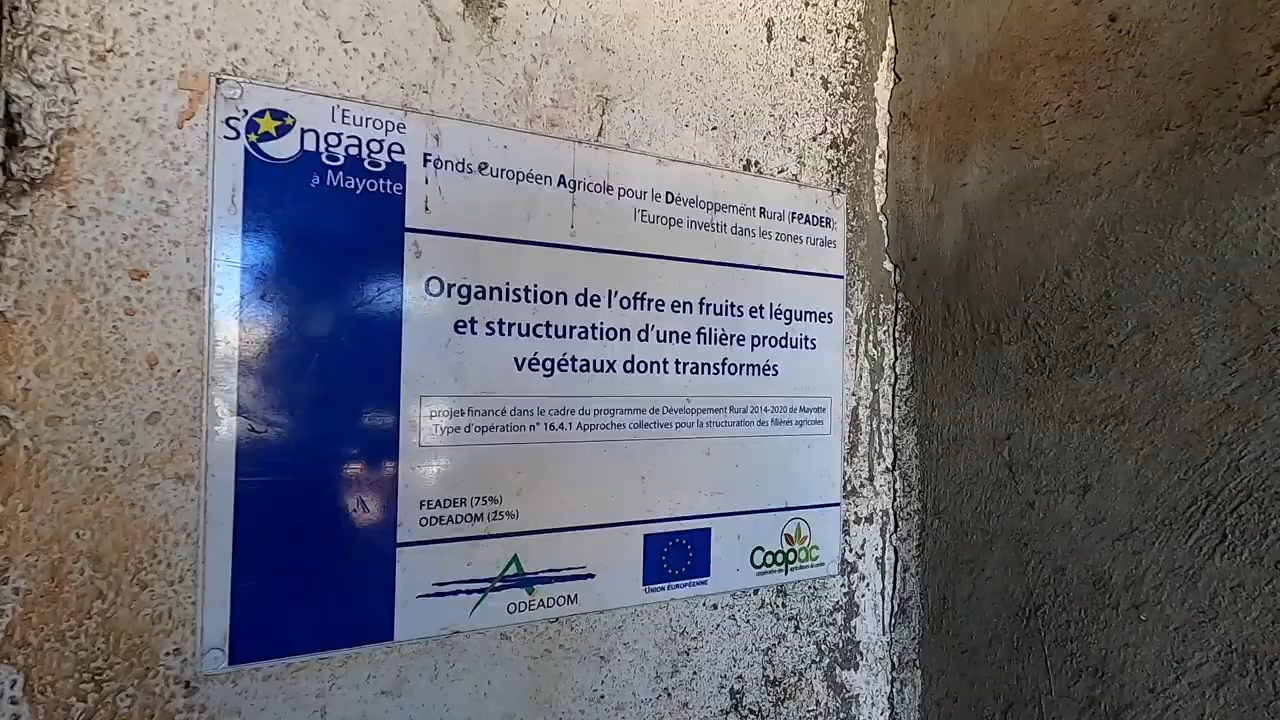 l'Europe
s'engage
à Mayotte
Fonds européen Agricole pour le Développement Rural (FeADER):
l'Europe investit dans les zones rurales
Organistion de l'offre en fruits et légumes
et structuration d'une filière produits
végétaux dont transformés
projet financé dans le cadre du programme de Développement Rural 2014-2020 de Mayotte
Type d'opération n° 16.4.1 Approches collectives pour la structuration des filières agricoles
FEADER (75%)
ODEADOM (25%)
ODEADOM
UNION EUROPÉENNE
Coopac